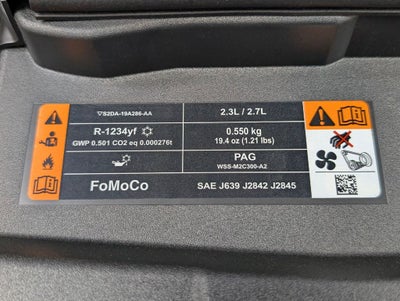 S2DA-19A286-AA
2.3L / 2.7L
R-1234yf
GWP 0.501 CO2 eq 0.000276t
0.550 kg
19.4 oz (1.21 lbs)
PAG
WSS-M2C300-A2
FoMoCo
SAE J639 J2842 J2845